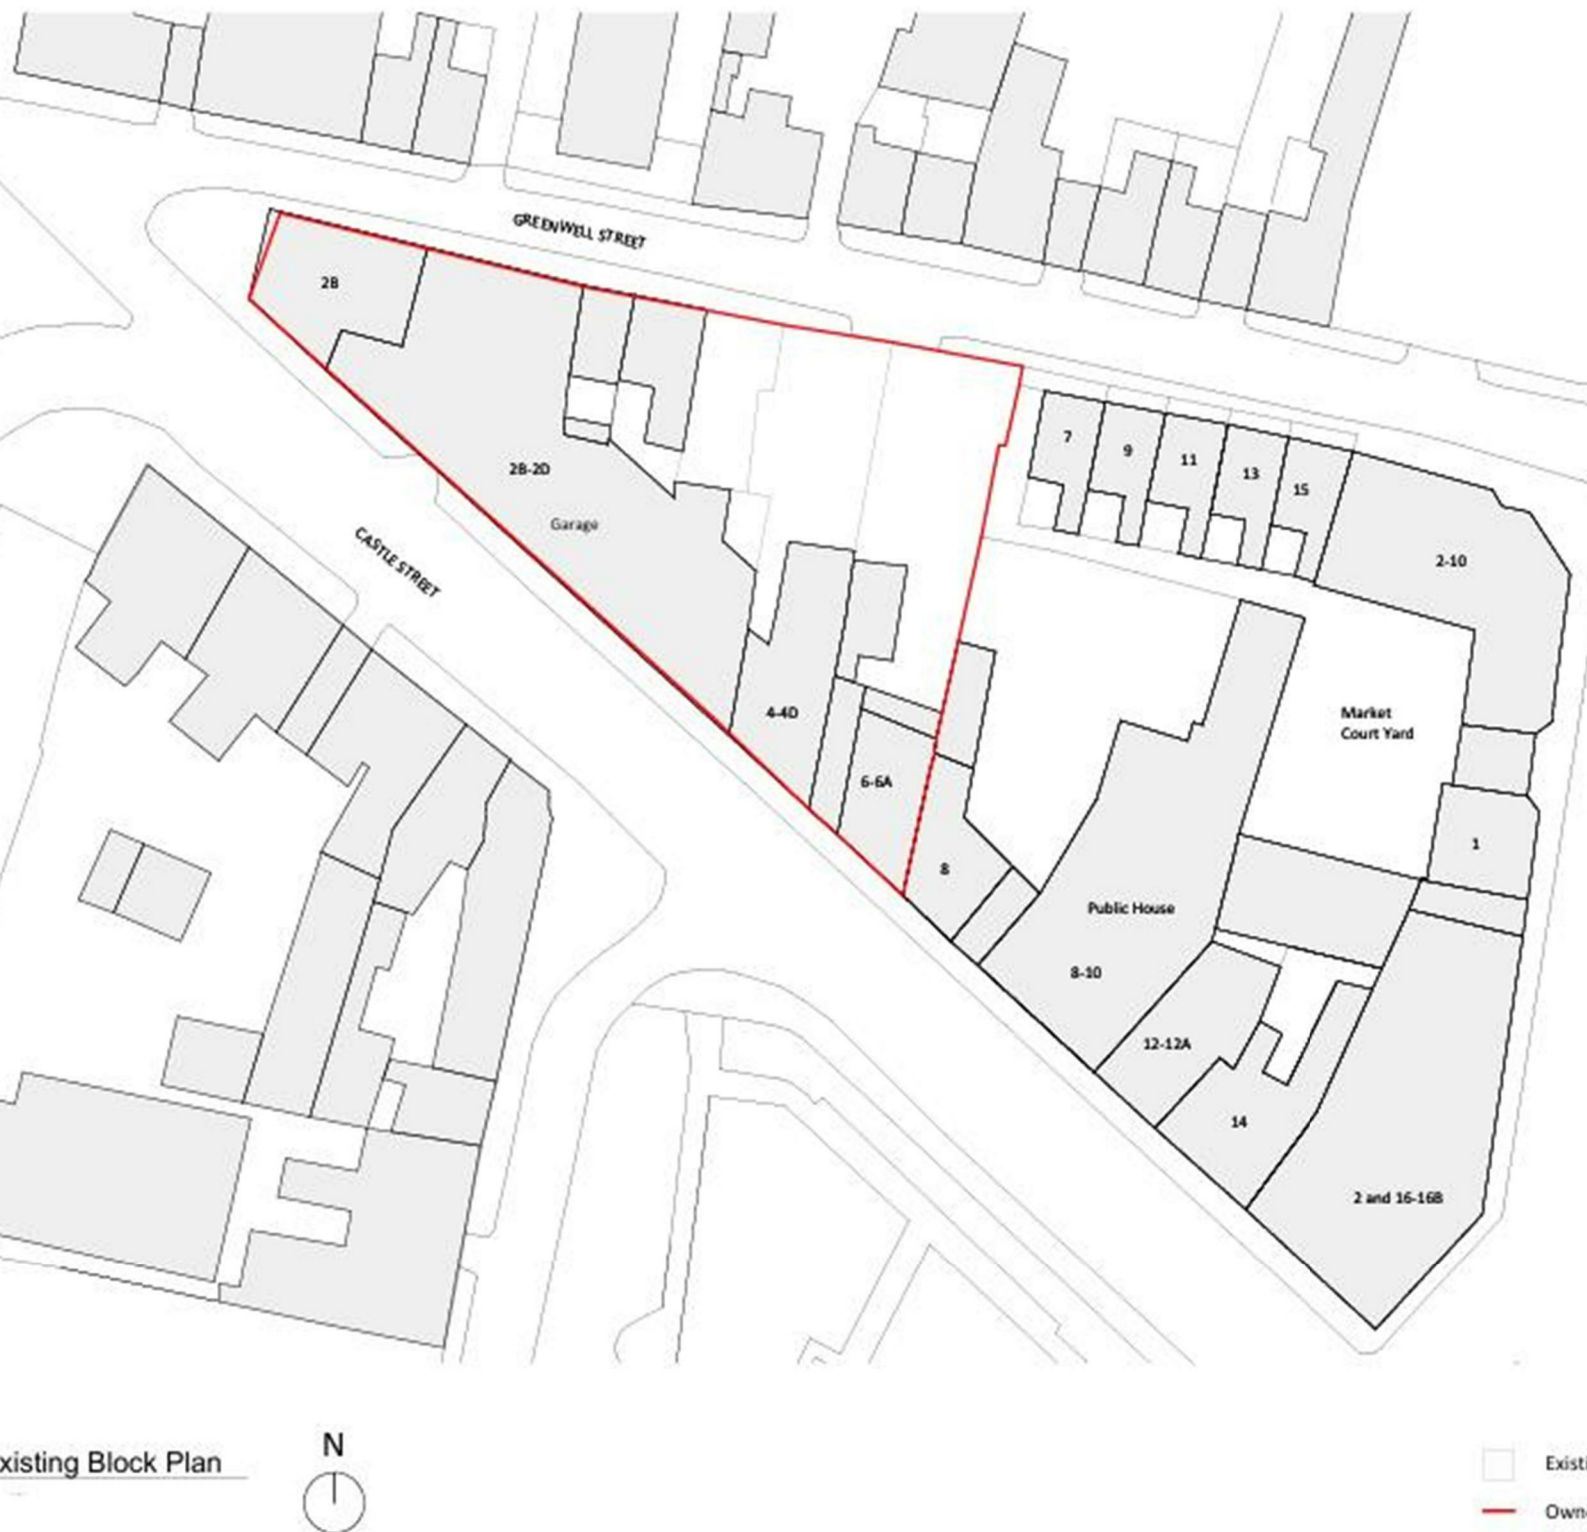 GREENWELL STREET
2B
7
9
11
13
15
2B-2D
Garage
CASTLE STREET
2-10
4-4D
Market
Court Yard
6-6A
1
8
Public House
8-10
12-12A
14
2 and 16-16B
xisting Block Plan
N
Existi
Owne